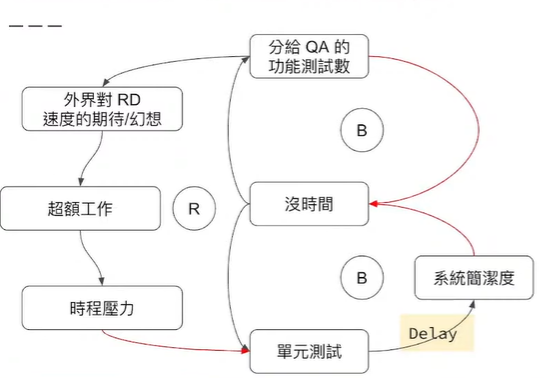 分給 QA 的
功能測試數
外界對 RD
速度的期待/幻想
B
超額工作
R
沒時間
B
系統簡潔度
時程壓力
Delay
單元測試